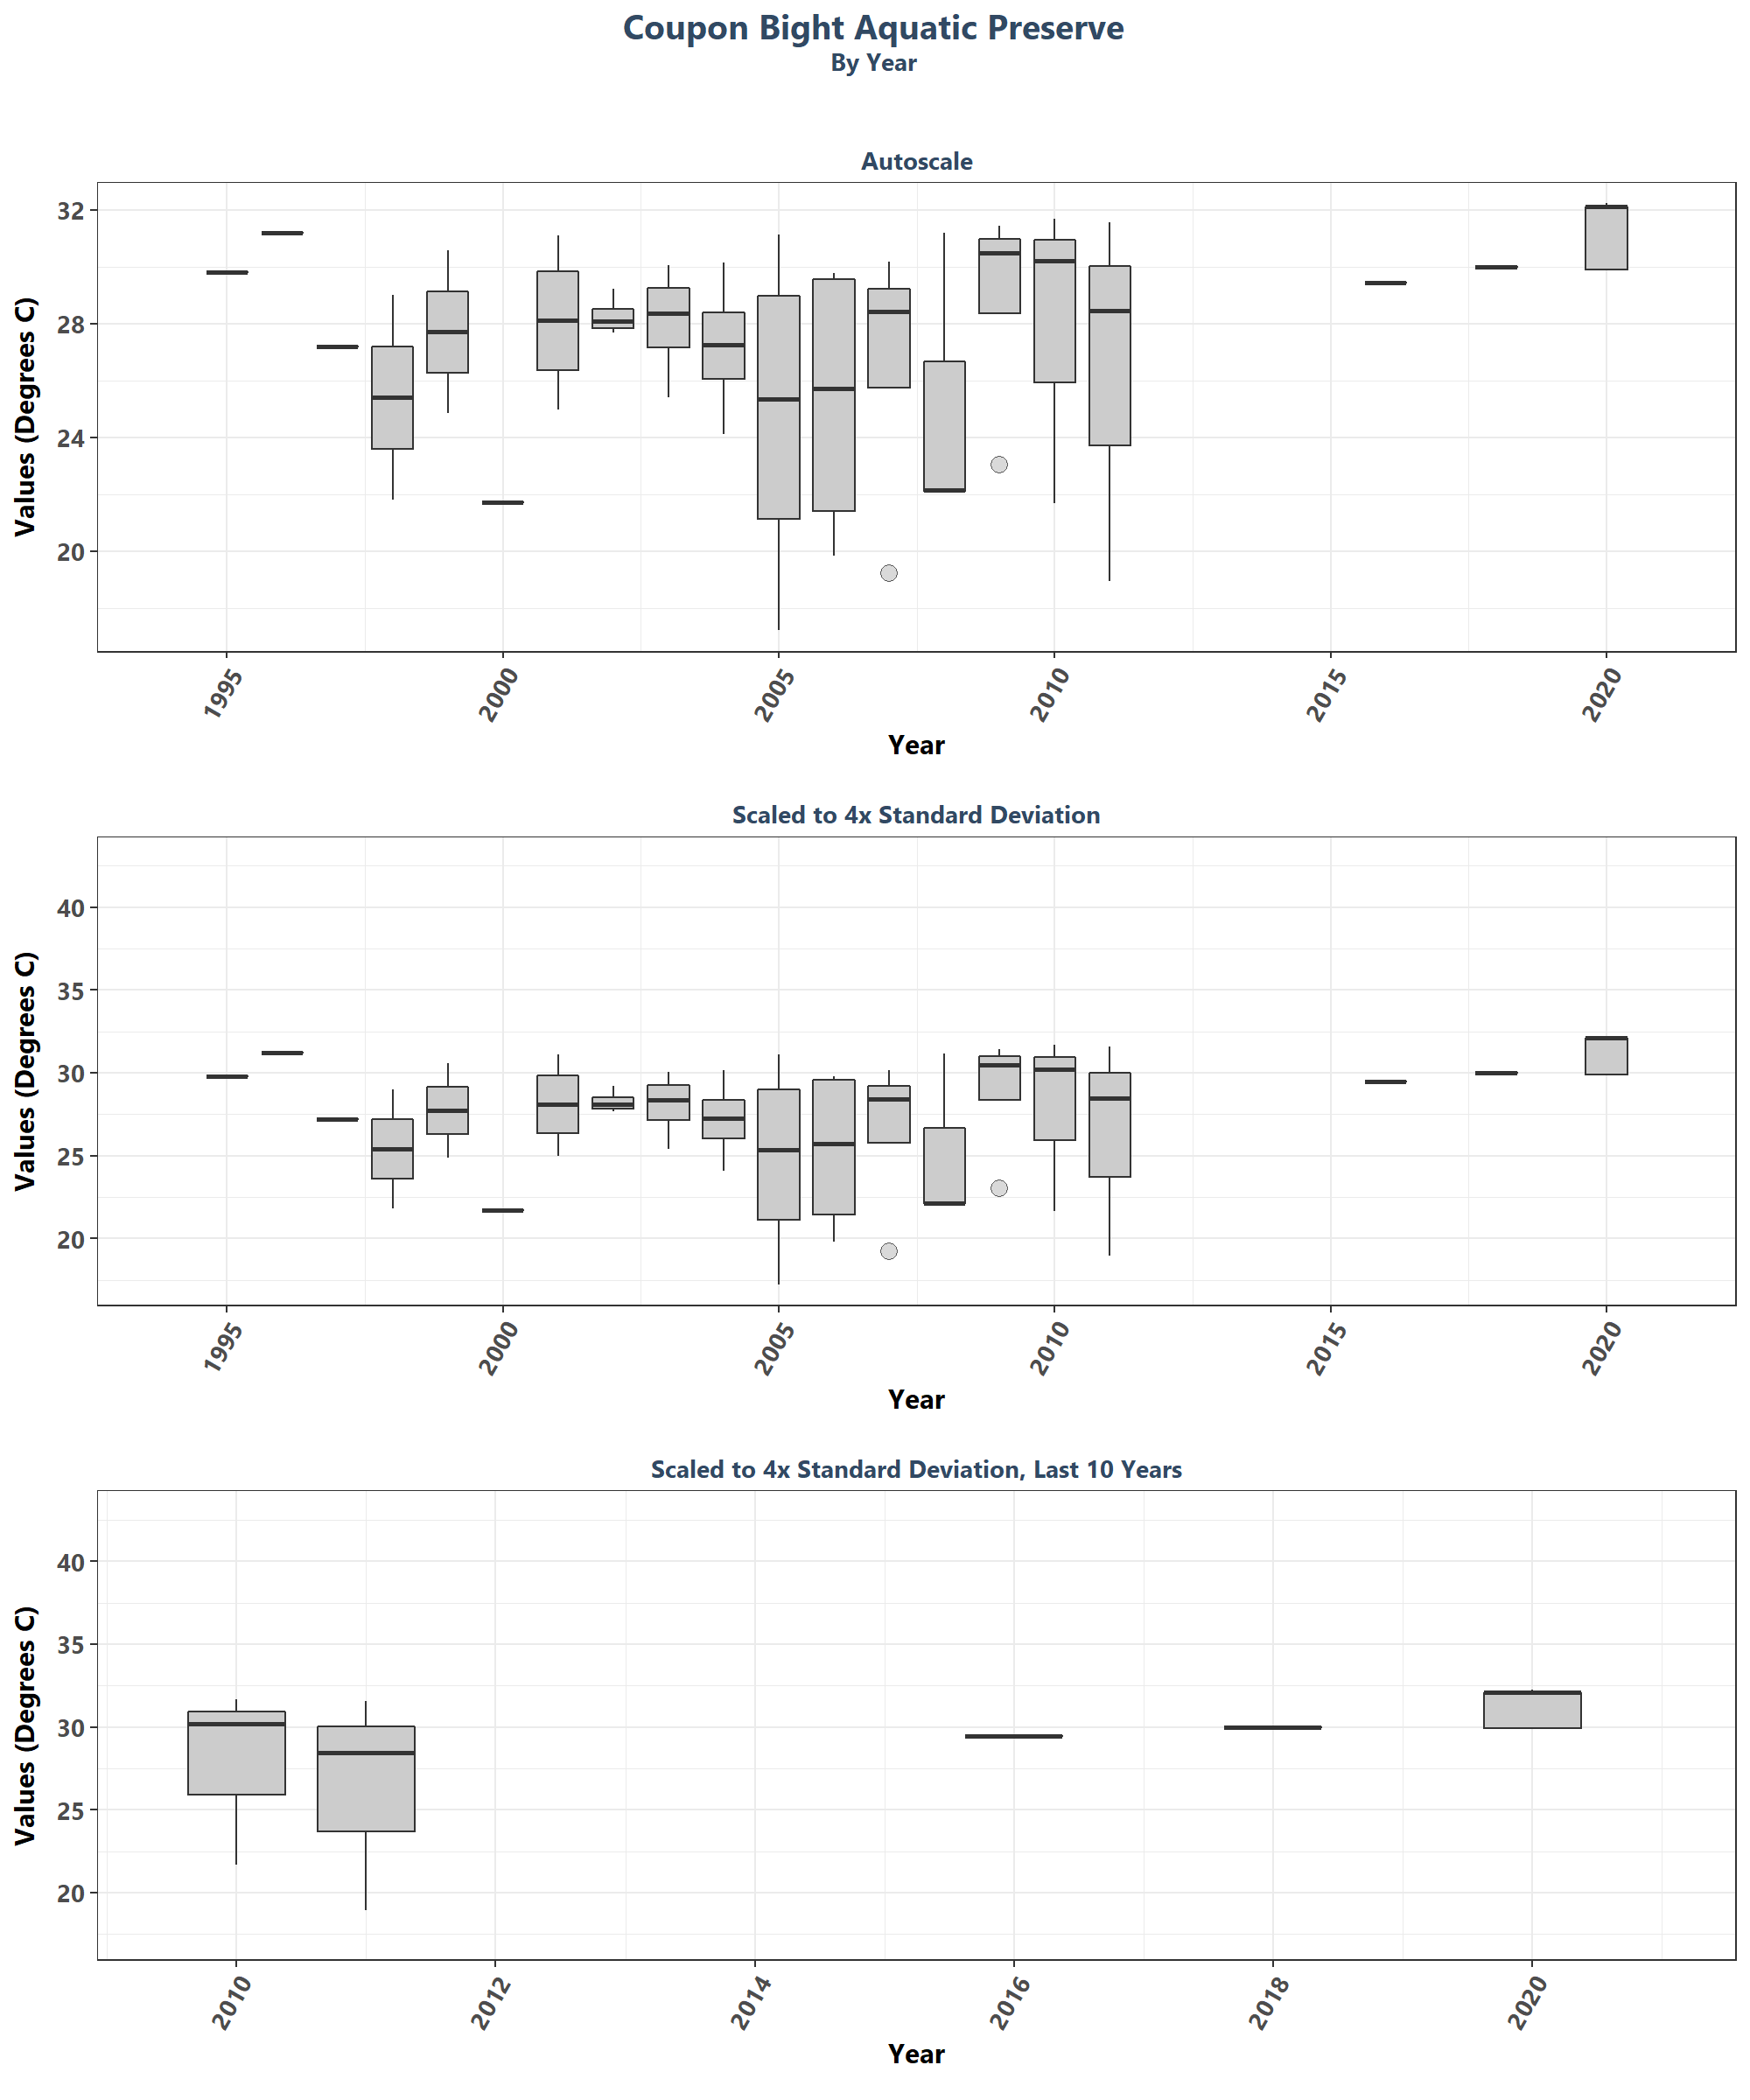 Coupon Bight Aquatic Preserve
By Year
Autoscale
Values (Degrees C)
32
28
24
20
1995 2000 2005 2010 2015 2020
Year
Scaled to 4x Standard Deviation
Values (Degrees C)
40
35
30
25
20
1995 2000 2005 2010 2015 2020
Year
Scaled to 4x Standard Deviation, Last 10 Years
Values (Degrees C)
40
35
30
25
20
2010 2012 2014 2016 2018 2020
Year